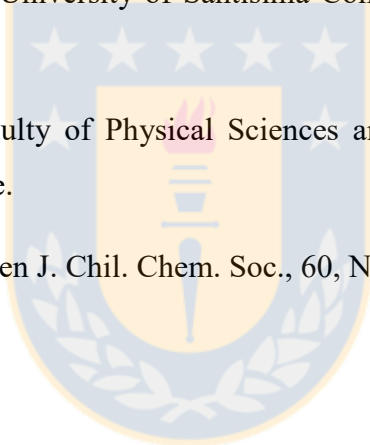 University of Santísima Con
ulty of Physical Sciences an
e.
en J. Chil. Chem. Soc., 60, N